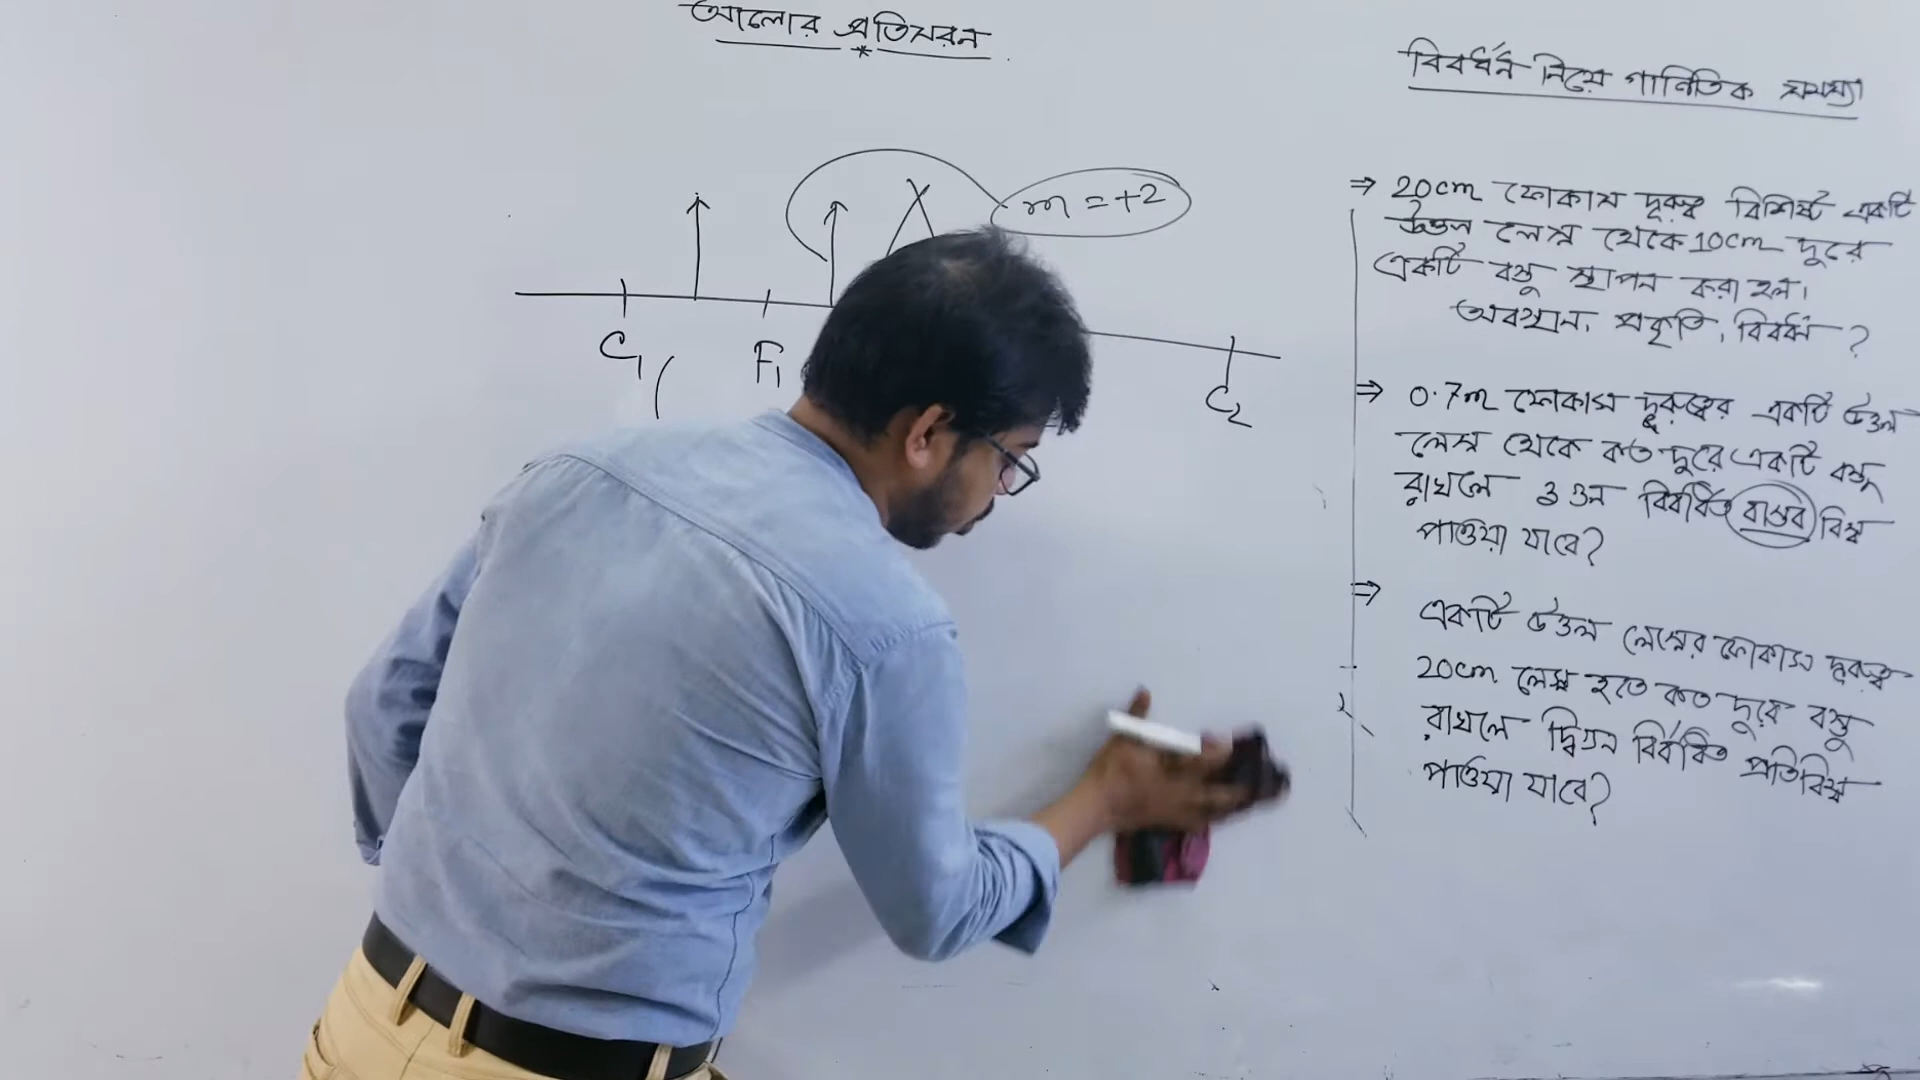 আলোর প্রতিসরন
বিবর্ধন নিয়ে গানিতিক সমস্যা
m = +2
C₁
F₁
C₂
⇒ 20cm ফোকাস দূরত্ব বিশিষ্ট একটি
উত্তল লেন্স থেকে 10cm দূরে
একটি বস্তু স্থাপন করা হল।
অবস্থান, প্রকৃতি, বিবর্ধন ?
⇒ 0.7m ফোকাস দূরত্বের একটি উত্তল
লেন্স থেকে কত দূরে একটি বস্তু
রাখলে ৩ গুন বিবর্ধিত বাস্তব বিম্ব
পাওয়া যাবে?
⇒ একটি উত্তল লেন্সের ফোকাস দূরত্ব
20cm লেন্স হতে কত দূরে বস্তু
রাখলে দ্বিগুন বিবর্ধিত প্রতিবিম্ব
পাওয়া যাবে?